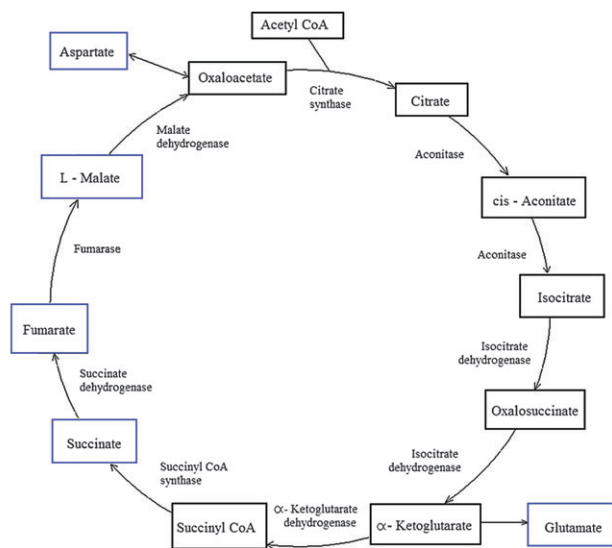 Acetyl CoA
Aspartate
Oxaloacetate
Citrate
synthase
Citrate
Malate
dehydrogenase
Aconitase
L - Malate
cis - Aconitate
Fumarase
Aconitase
Isocitrate
Fumarate
Isocitrate
dehydrogenase
Succinate
dehydrogenase
Oxalosuccinate
Succinate
Isocitrate
dehydrogenase
Succinyl CoA
synthase
α- Ketoglutarate
dehydrogenase
Succinyl CoA
α- Ketoglutarate
Glutamate